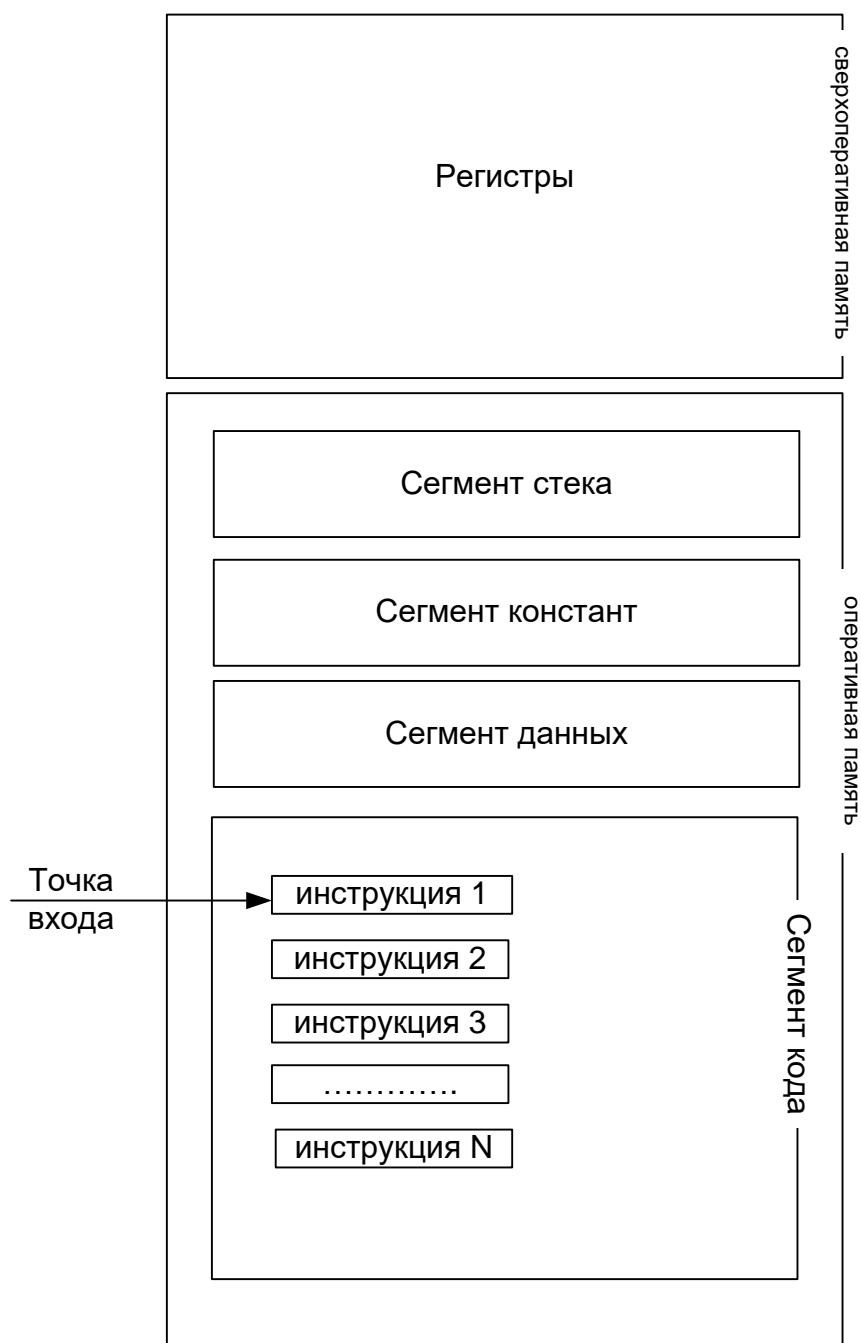 Регистры
сверхоперативная память
Сегмент стека
Сегмент констант
Сегмент данных
оперативная память
Точка
входа
инструкция 1
инструкция 2
инструкция 3
.............
инструкция N
Сегмент кода